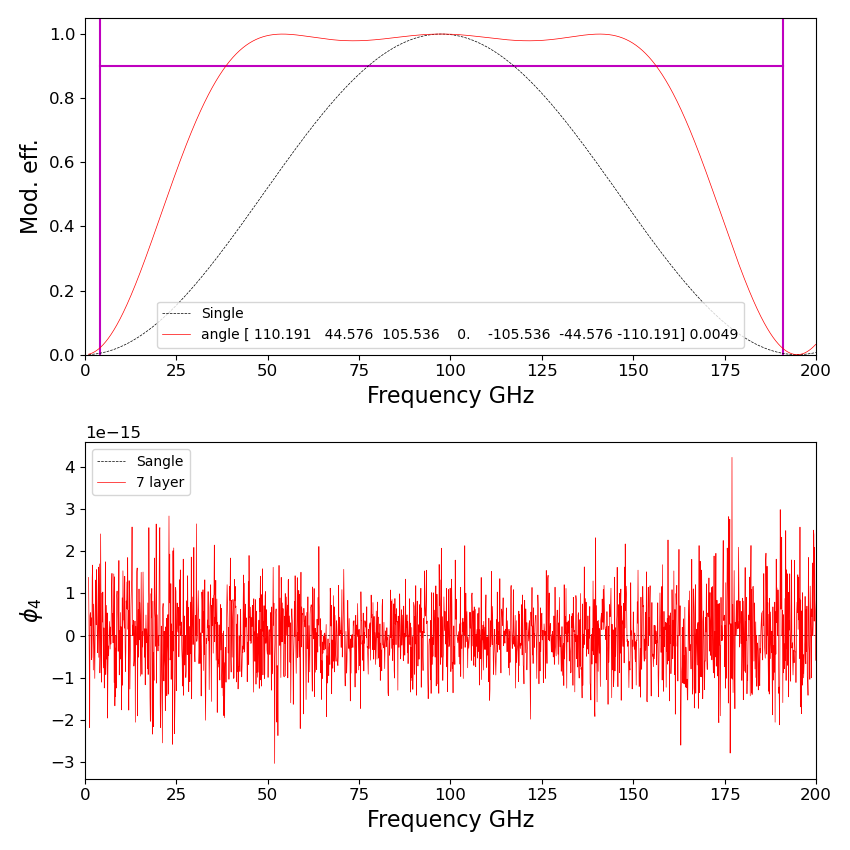 1.0
0.8
0.6
0.4
0.2
0.0
Mod. eff.
Single
angle [ 110.191 44.576 105.536 0. -105.536 -44.576 -110.191] 0.0049
0 25 50 75 100 125 150 175 200
Frequency GHz
1e−15
4
3
2
1
0
−1
−2
−3
ϕ4
Sangle
7 layer
0 25 50 75 100 125 150 175 200
Frequency GHz